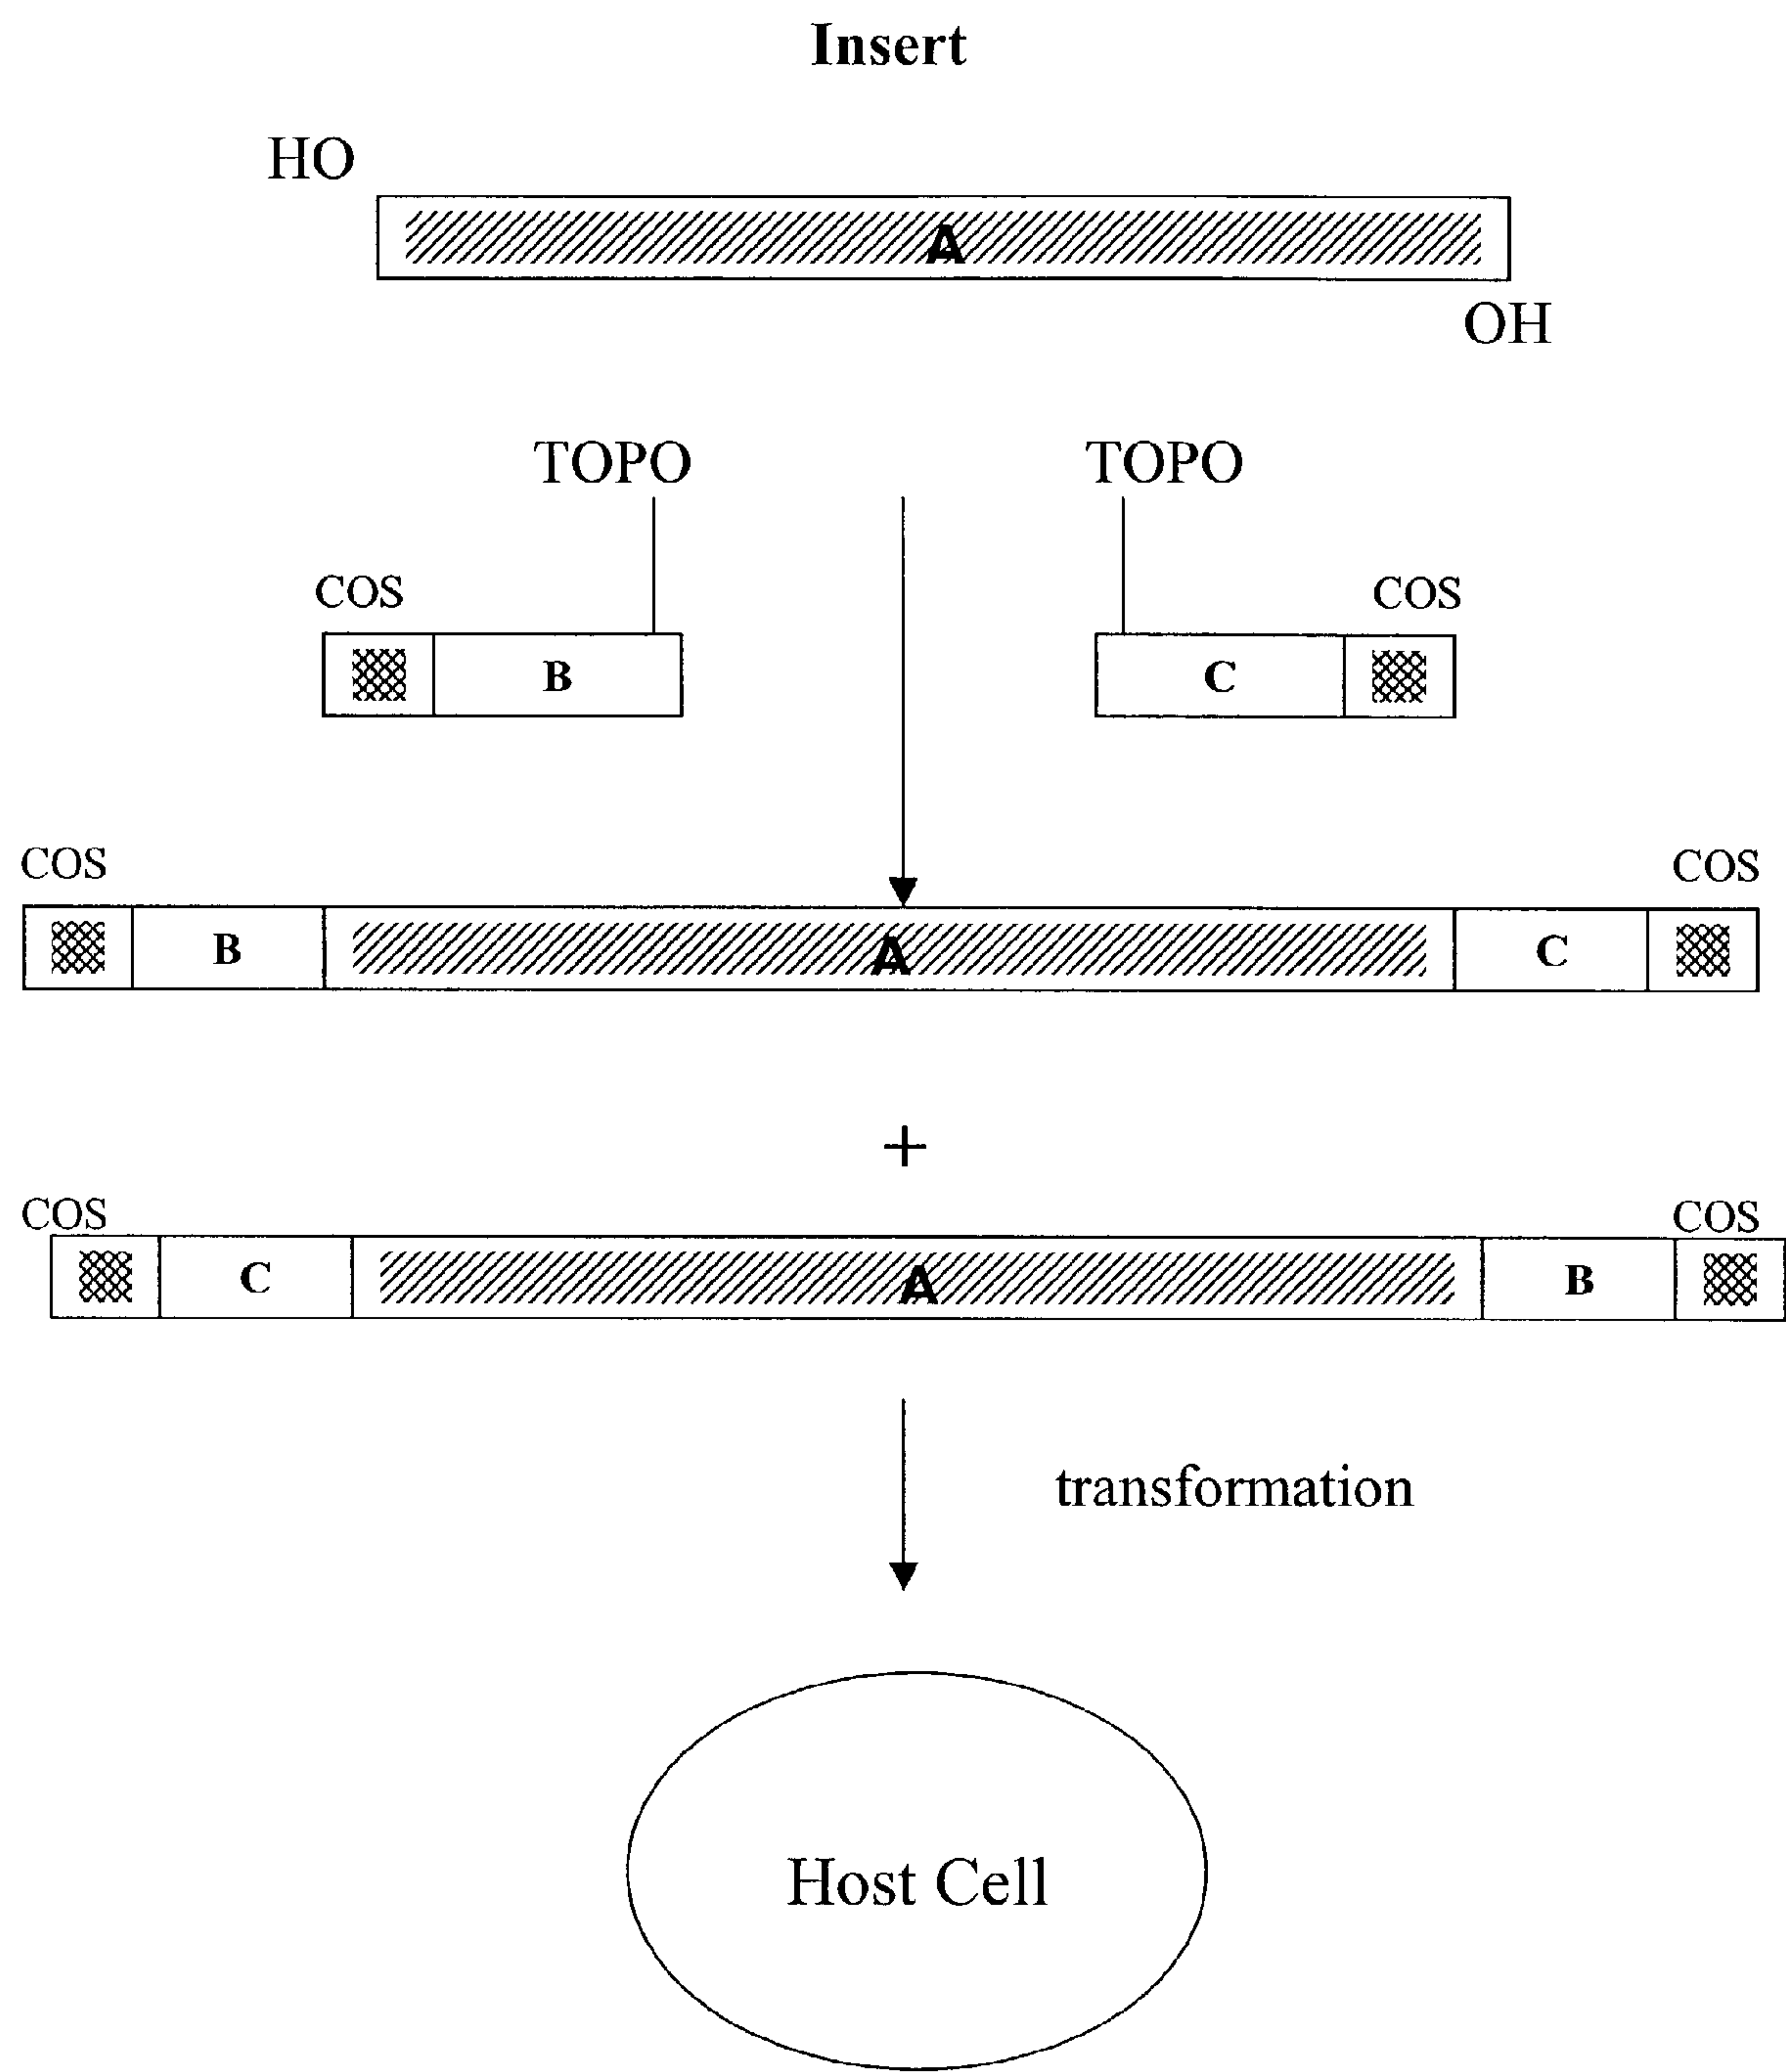 Insert
HO
A
OH
TOPO TOPO
COS COS
B C
COS COS
B A C
+
COS COS
C A B
transformation
Host Cell